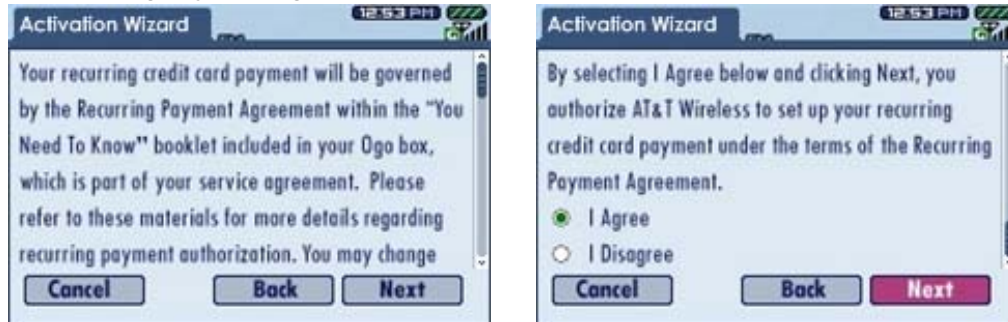 Activation Wizard
12:53 PM
Your recurring credit card payment will be governed
by the Recurring Payment Agreement within the "You
Need To Know" booklet included in your Ogo box,
which is part of your service agreement. Please
refer to these materials for more details regarding
recurring payment authorization. You may change
Cancel Back Next
Activation Wizard
12:53 PM
By selecting I Agree below and clicking Next, you
authorize AT&T Wireless to set up your recurring
credit card payment under the terms of the Recurring
Payment Agreement.
I Agree
I Disagree
Cancel Back Next